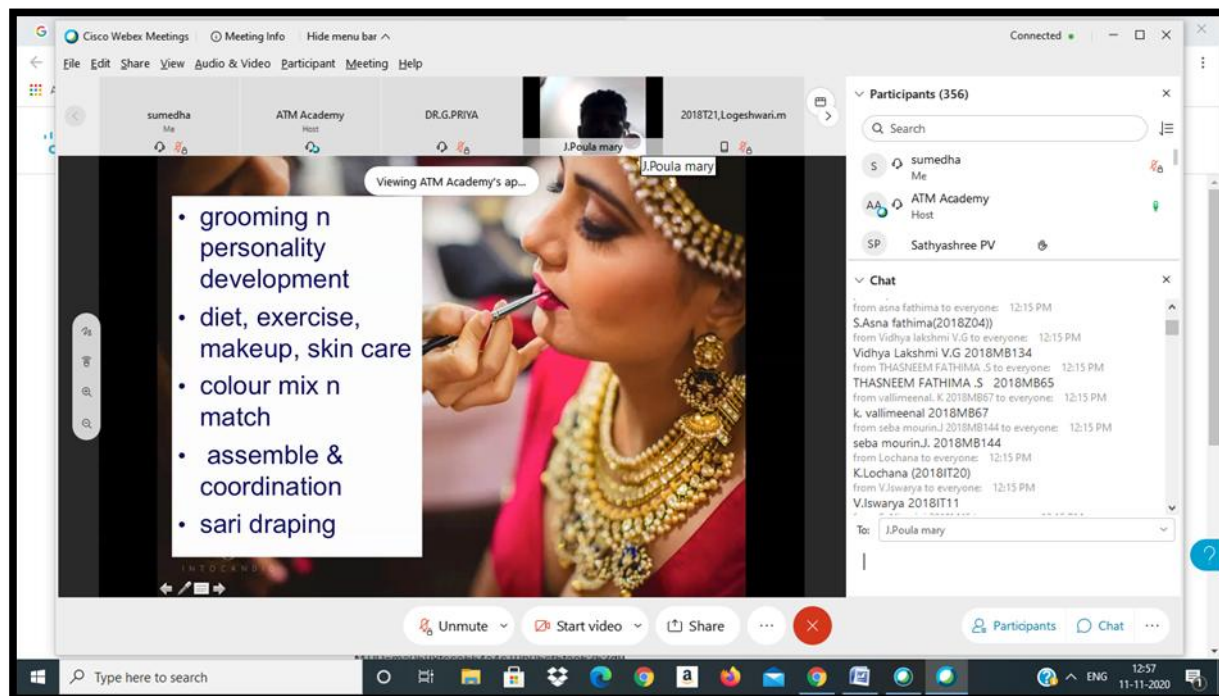 Cisco Webex Meetings
Meeting Info
Hide menu bar
Connected
File Edit Share View Audio & Video Participant Meeting Help
sumedha
Me
ATM Academy
Host
DR.G.PRIYA
J.Poula mary
2018T21,Logeshwari.m
J.Poula mary
Viewing ATM Academy's ap...
• grooming n
personality
development
• diet, exercise,
makeup, skin care
• colour mix n
match
• assemble &
coordination
• sari draping
INTOCANDID
Participants (356)
Search
S
sumedha
Me
AA
ATM Academy
Host
SP
Sathyashree PV
Chat
from asna fathima to everyone: 12:15 PM
S.Asna fathima(2018Z04))
from Vidhya lakshmi V.G to everyone: 12:15 PM
Vidhya Lakshmi V.G 2018MB134
from THASNEEM FATHIMA .S to everyone: 12:15 PM
THASNEEM FATHIMA .S 2018MB65
from vallimeenal. K 2018MB67 to everyone: 12:15 PM
k. vallimeenal 2018MB67
from seba mourin.J 2018MB144 to everyone: 12:15 PM
seba mourin.J. 2018MB144
from Lochana to everyone: 12:15 PM
K.Lochana (2018IT20)
from V.Iswarya to everyone: 12:15 PM
V.Iswarya 2018IT11
To: J.Poula mary
Unmute
Start video
Share
Participants
Chat
Type here to search
ENG
12:57
11-11-2020